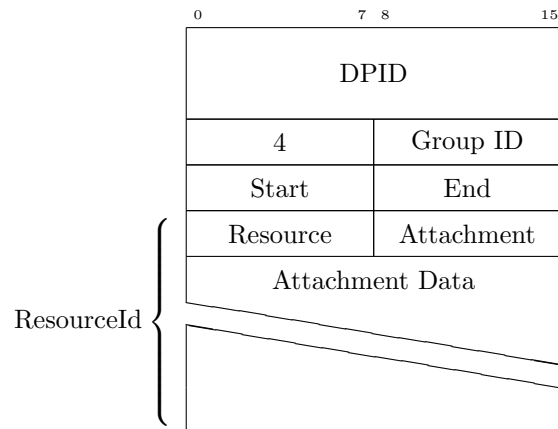 0 7 8 15
DPID
4 Group ID
Start End
Resource Attachment
Attachment Data
ResourceId